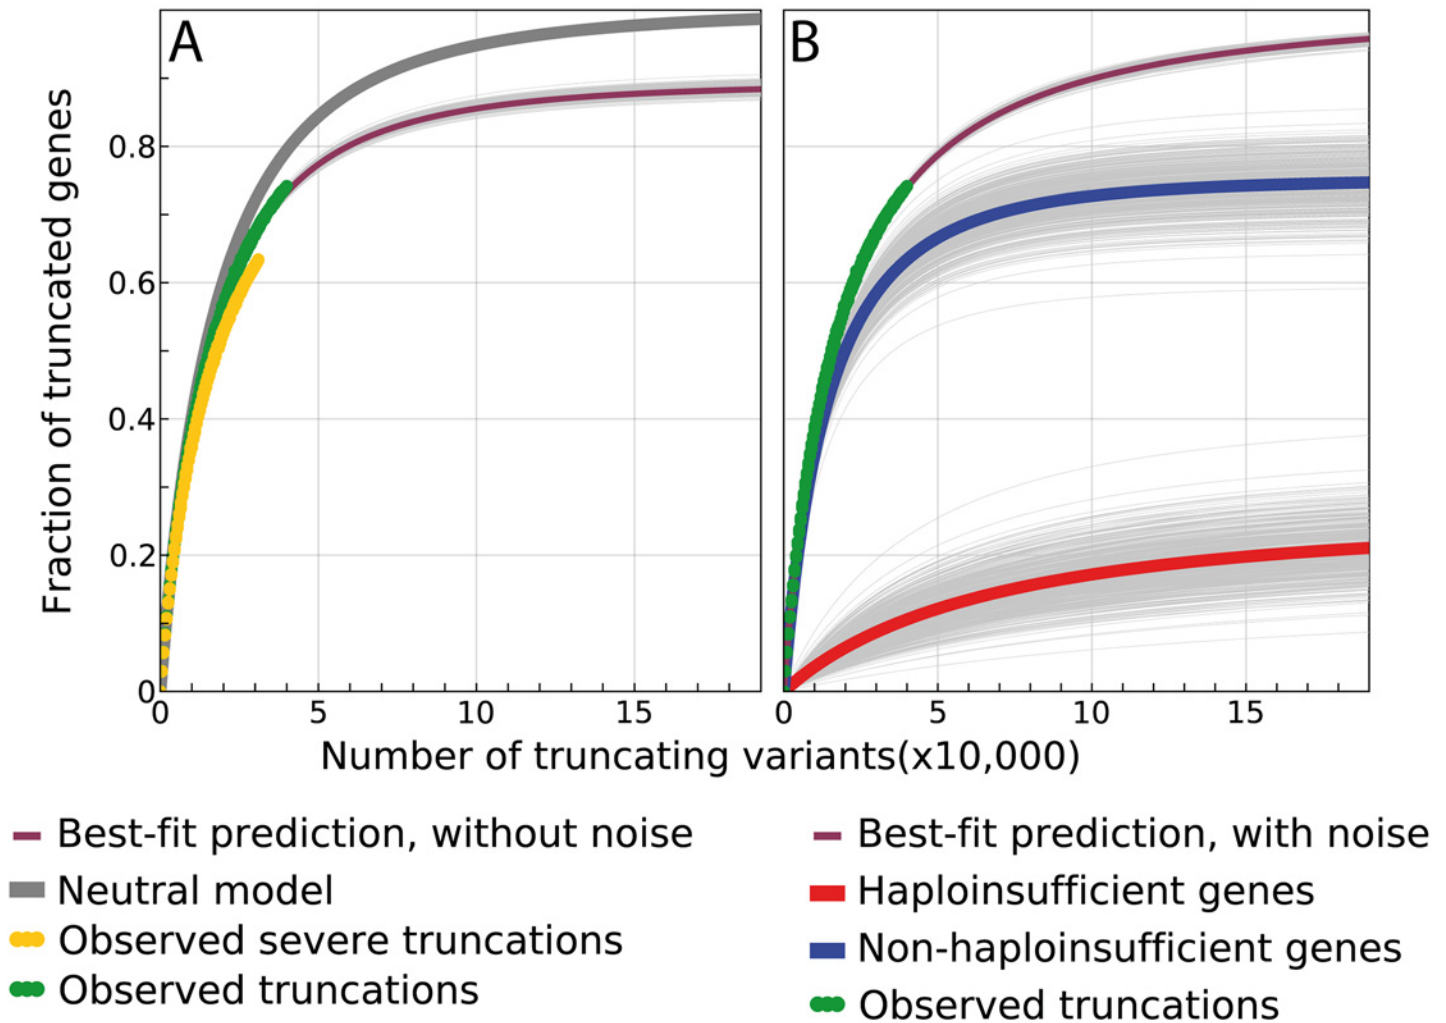 A
B
Fraction of truncated genes
0.8
0.6
0.4
0.2
0
0 5 10 15
0 5 10 15
Number of truncating variants(x10,000)
Best-fit prediction, without noise
Neutral model
Observed severe truncations
Observed truncations
Best-fit prediction, with noise
Haploinsufficient genes
Non-haploinsufficient genes
Observed truncations